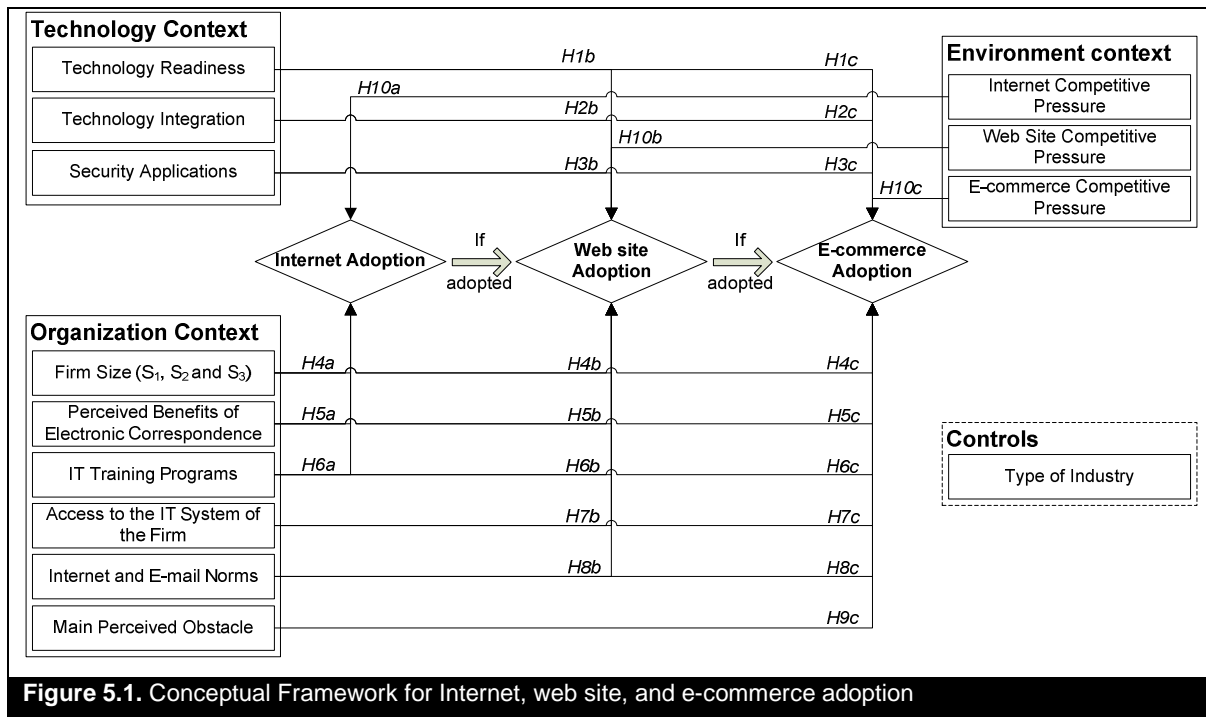 Technology Context
Technology Readiness
Technology Integration
Security Applications
H1b
H1c
H10a
H2b
H2c
H10b
H3b
H3c
H10c
Environment context
Internet Competitive
Pressure
Web Site Competitive
Pressure
E-commerce Competitive
Pressure
Internet Adoption
If
adopted
Web site
Adoption
If
adopted
E-commerce
Adoption
Organization Context
Firm Size (S₁, S₂ and S₃)
H4a
H4b
H4c
Perceived Benefits of
Electronic Correspondence
H5a
H5b
H5c
IT Training Programs
H6a
H6b
H6c
Access to the IT System of
the Firm
H7b
H7c
Internet and E-mail Norms
H8b
H8c
Main Perceived Obstacle
H9c
Controls
Type of Industry
Figure 5.1. Conceptual Framework for Internet, web site, and e-commerce adoption